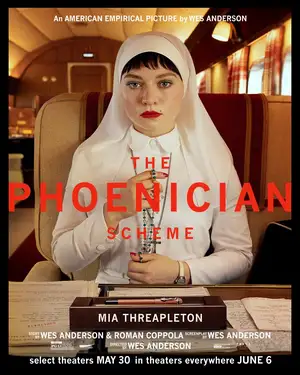 An AMERICAN EMPIRICAL PICTURE by WES ANDERSON
THE
PHOENICIAN
SCHEME
MIA THREAPLETON
WES ANDERSON & ROMAN COPPOLA WES ANDERSON
WES ANDERSON
select theaters MAY 30 in theaters everywhere JUNE 6